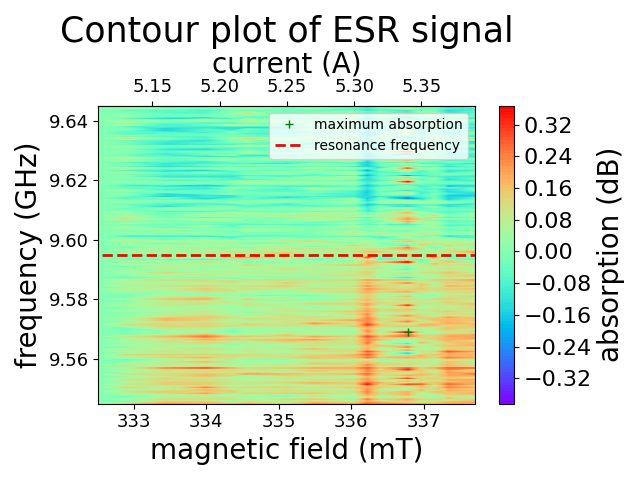 Contour plot of ESR signal
current (A)
5.15 5.20 5.25 5.30 5.35
maximum absorption
resonance frequency
9.64
9.62
9.60
9.58
9.56
frequency (GHz)
333 334 335 336 337
magnetic field (mT)
0.32
0.24
0.16
0.08
0.00
−0.08
−0.16
−0.24
−0.32
absorption (dB)